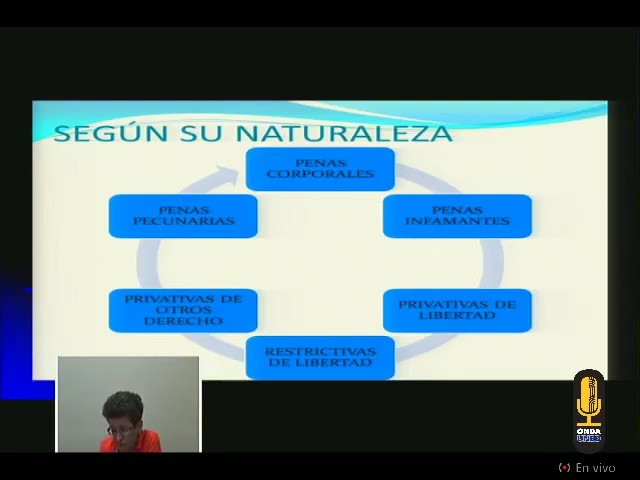 SEGÚN SU NATURALEZA
PENAS
CORPORALES
PENAS
INFAMANTES
PRIVATIVAS DE
LIBERTAD
RESTRICTIVAS
DE LIBERTAD
PRIVATIVAS DE
OTROS
DERECHO
PENAS
PECUNARIAS
ONDA
UNED
En vivo